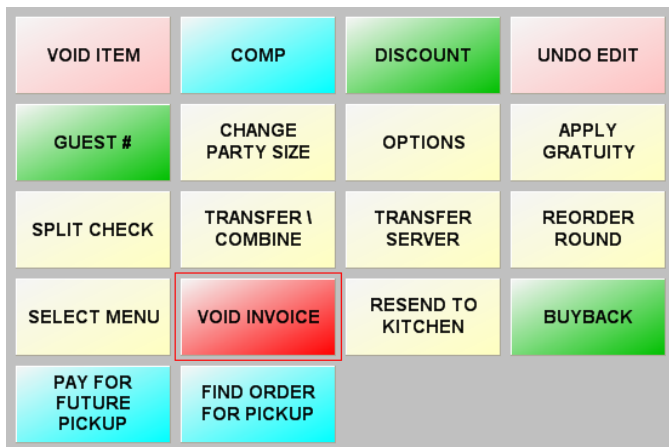 VOID ITEM
COMP
DISCOUNT
UNDO EDIT
GUEST #
CHANGE
PARTY SIZE
OPTIONS
APPLY
GRATUITY
SPLIT CHECK
TRANSFER \
COMBINE
TRANSFER
SERVER
REORDER
ROUND
SELECT MENU
VOID INVOICE
RESEND TO
KITCHEN
BUYBACK
PAY FOR
FUTURE
PICKUP
FIND ORDER
FOR PICKUP